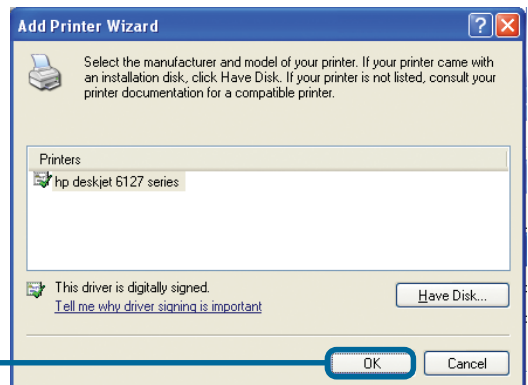 Add Printer Wizard
Select the manufacturer and model of your printer. If your printer came with
an installation disk, click Have Disk. If your printer is not listed, consult your
printer documentation for a compatible printer.
Printers
hp deskjet 6127 series
This driver is digitally signed.
Tell me why driver signing is important
Have Disk...
OK
Cancel